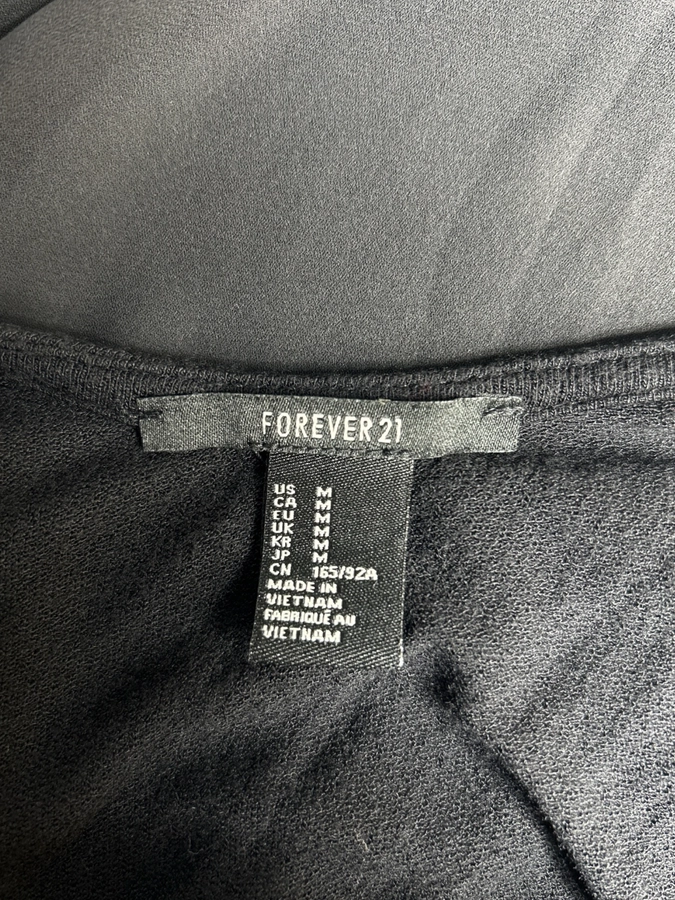 FOREVER 21
US M
CA M
EU M
UK M
KR M
JP M
CN 165/92A
MADE IN
VIETNAM
FABRIQUÉ AU
VIETNAM